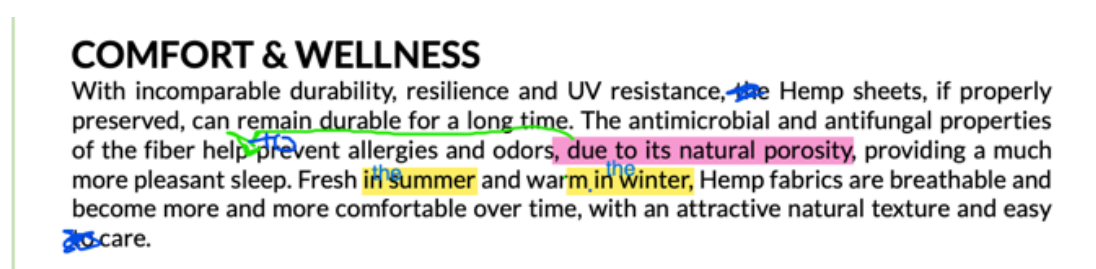 COMFORT & WELLNESS
With incomparable durability, resilience and UV resistance, the Hemp sheets, if properly
preserved, can remain durable for a long time. The antimicrobial and antifungal properties
to
of the fiber help prevent allergies and odors, due to its natural porosity, providing a much
the the
more pleasant sleep. Fresh in summer and warm in winter, Hemp fabrics are breathable and
become more and more comfortable over time, with an attractive natural texture and easy
to care.